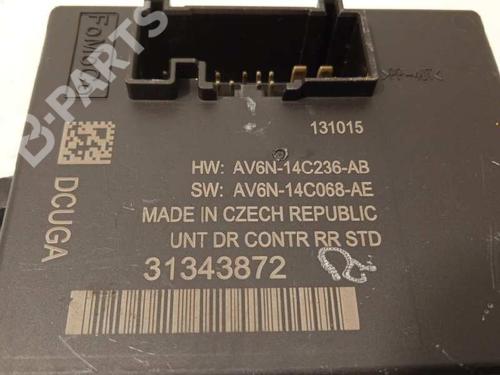 FoMoCo
B-PARTS
131015
HW: AV6N-14C236-AB
SW: AV6N-14C068-AE
MADE IN CZECH REPUBLIC
UNT DR CONTR RR STD
31343872
DCUGA